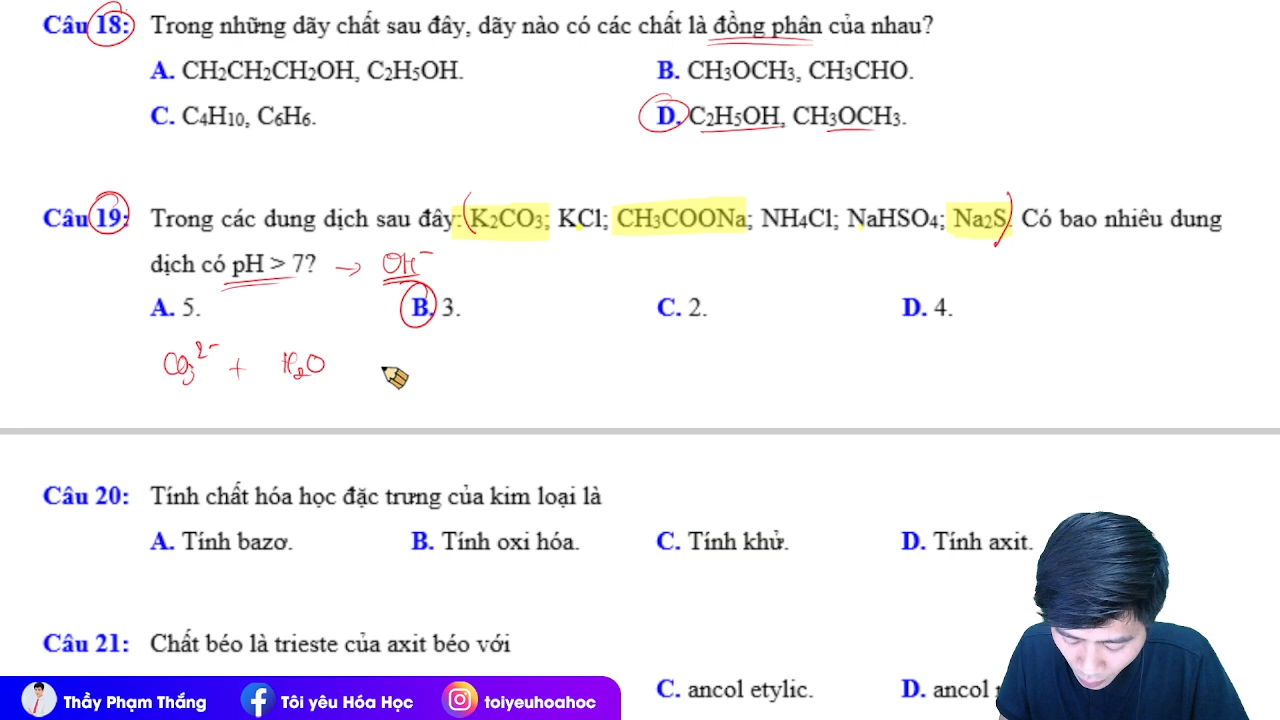 Câu 18: Trong những dãy chất sau đây, dãy nào có các chất là đồng phân của nhau?
A. CH2CH2CH2OH, C2H5OH. B. CH3OCH3, CH3CHO.
C. C4H10, C6H6. D. C2H5OH, CH3OCH3.
Câu 19: Trong các dung dịch sau đây: K2CO3; KCl; CH3COONa; NH4Cl; NaHSO4; Na2S. Có bao nhiêu dung
dịch có pH > 7? → OH⁻
A. 5. B. 3. C. 2. D. 4.
CO3²⁻ + H2O
Câu 20: Tính chất hóa học đặc trưng của kim loại là
A. Tính bazơ. B. Tính oxi hóa. C. Tính khử. D. Tính axit.
Câu 21: Chất béo là trieste của axit béo với
C. ancol etylic. D. ancol
Thầy Phạm Thắng Tôi yêu Hóa Học toiyeuhoahoc